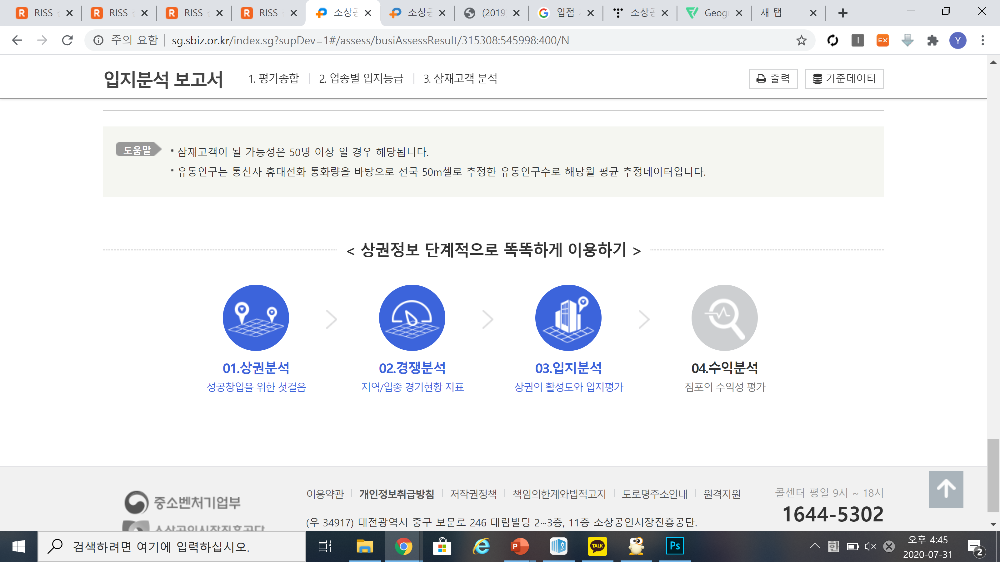 RISS RISS RISS RISS 소상공 소상공 (2019 입점 소상공 Geog 새 탭
주의 요함 sg.sbiz.or.kr/index.sg?supDev=1#/assess/busiAssessResult/315308:545998:400/N EX Y
입지분석 보고서 1. 평가종합 2. 업종별 입지등급 3. 잠재고객 분석 출력 기준데이터
도움말 잠재고객이 될 가능성은 50명 이상 일 경우 해당됩니다.
유동인구는 통신사 휴대전화 통화량을 바탕으로 전국 50m셀로 추정한 유동인구수로 해당월 평균 추정데이터입니다.
< 상권정보 단계적으로 똑똑하게 이용하기 >
01.상권분석 02.경쟁분석 03.입지분석 04.수익분석
성공창업을 위한 첫걸음 지역/업종 경기현황 지표 상권의 활성도와 입지평가 점포의 수익성 평가
이용약관 개인정보취급방침 저작권정책 책임의한계와법적고지 도로명주소안내 원격지원 콜센터 평일 9시 ~ 18시
중소벤처기업부 1644-5302
(우 34917) 대전광역시 중구 보문로 246 대림빌딩 2~3층, 11층 소상공인시장진흥공단.
소상공인시장진흥공단
검색하려면 여기에 입력하십시오. P 한 TALK Ps 한 오후 4:45
2020-07-31 2